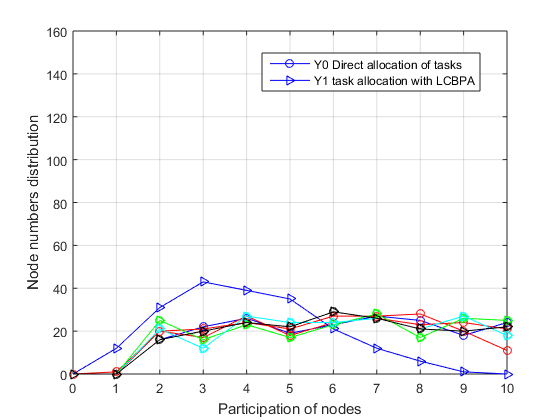 160
140
120
100
80
60
40
20
0
Node numbers distribution
Y0 Direct allocation of tasks
Y1 task allocation with LCBPA
0 1 2 3 4 5 6 7 8 9 10
Participation of nodes